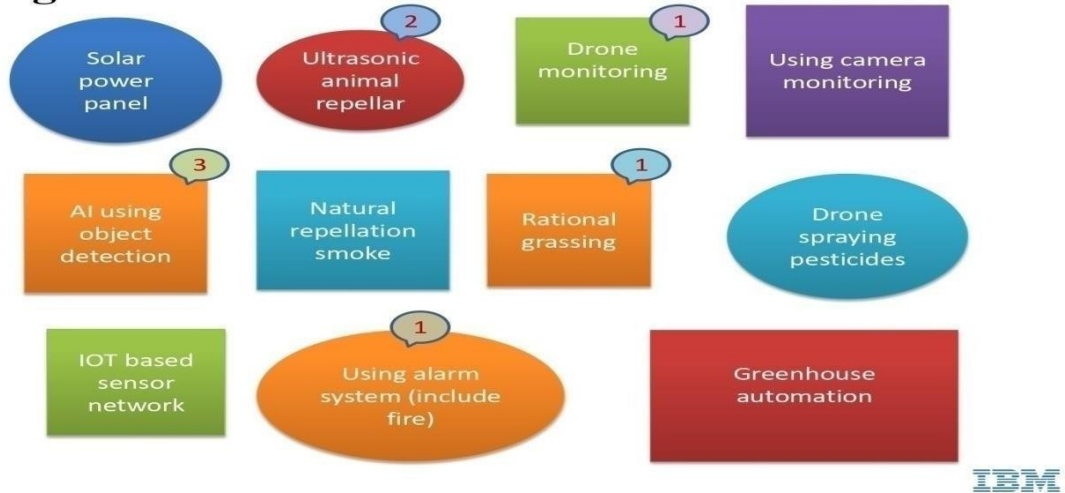 g
2
1
Solar
power
panel
Ultrasonic
animal
repellar
Drone
monitoring
Using camera
monitoring
3
1
AI using
object
detection
Natural
repellation
smoke
Rational
grassing
Drone
spraying
pesticides
1
IOT based
sensor
network
Using alarm
system (include
fire)
Greenhouse
automation
IBM